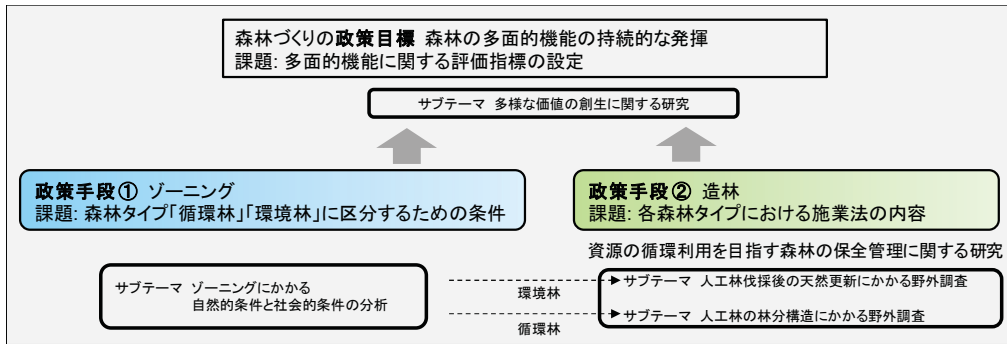 森林づくりの政策目標 森林の多面的機能の持続的な発揮
課題: 多面的機能に関する評価指標の設定
サブテーマ 多様な価値の創生に関する研究
政策手段① ゾーニング
課題: 森林タイプ「循環林」「環境林」に区分するための条件
政策手段② 造林
課題: 各森林タイプにおける施業法の内容
資源の循環利用を目指す森林の保全管理に関する研究
サブテーマ ゾーニングにかかる
自然的条件と社会的条件の分析
環境林
循環林
サブテーマ 人工林伐採後の天然更新にかかる野外調査
サブテーマ 人工林の林分構造にかかる野外調査